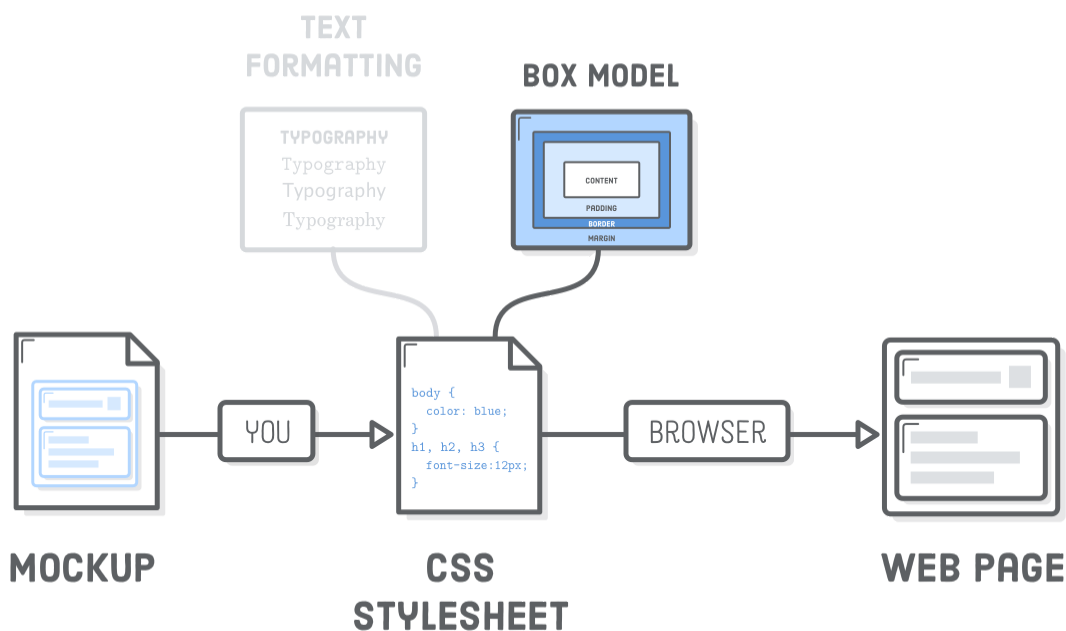 TEXT
FORMATTING
TYPOGRAPHY
Typography
Typography
Typography
BOX MODEL
CONTENT
PADDING
BORDER
MARGIN
YOU
body {
color: blue;
}
h1, h2, h3 {
font-size:12px;
}
BROWSER
MOCKUP
CSS
STYLESHEET
WEB PAGE